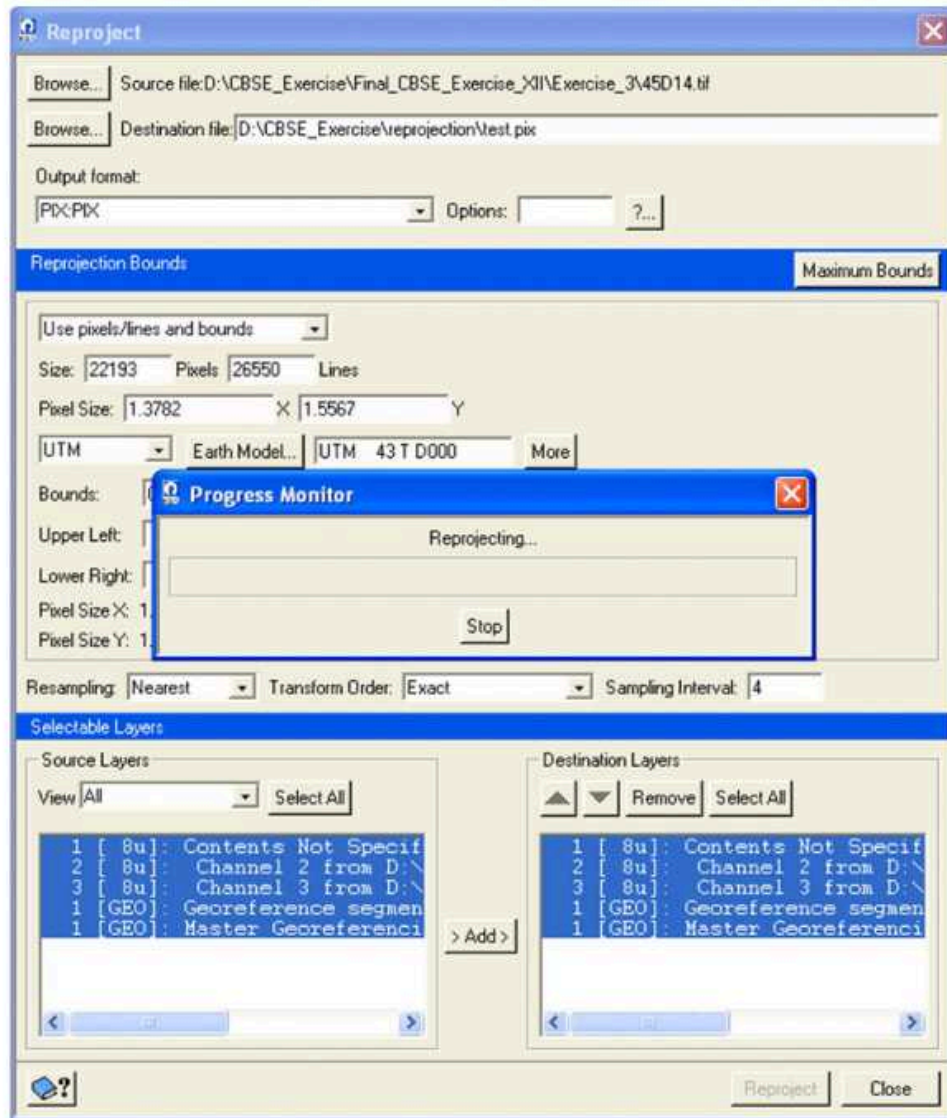 Reproject
Browse... Source file:D:\CBSE_Exercise\Final_CBSE_Exercise_XII\Exercise_3\45D14.tif
Browse... Destination file: D:\CBSE_Exercise\reprojection\test.pix
Output format:
PIX:PIX Options: ?...
Reprojection Bounds Maximum Bounds
Use pixels/lines and bounds
Size: 22193 Pixels 26550 Lines
Pixel Size: 1.3782 X 1.5567 Y
UTM Earth Model... UTM 43 T D000 More
Bounds:
Progress Monitor
Upper Left:
Reprojecting...
Lower Right:
Pixel Size X: 1.
Stop
Pixel Size Y: 1.
Resampling: Nearest Transform Order: Exact Sampling Interval: 4
Selectable Layers
Source Layers Destination Layers
View All Select All Remove Select All
1 [ 8u]: Contents Not Specif 1 [ 8u]: Contents Not Specif
2 [ 8u]: Channel 2 from D:\ 2 [ 8u]: Channel 2 from D:\
3 [ 8u]: Channel 3 from D:\ 3 [ 8u]: Channel 3 from D:\
1 [GEO]: Georeference segmen 1 [GEO]: Georeference segmen
1 [GEO]: Master Georeferenci 1 [GEO]: Master Georeferenci
> Add >
? Reproject Close